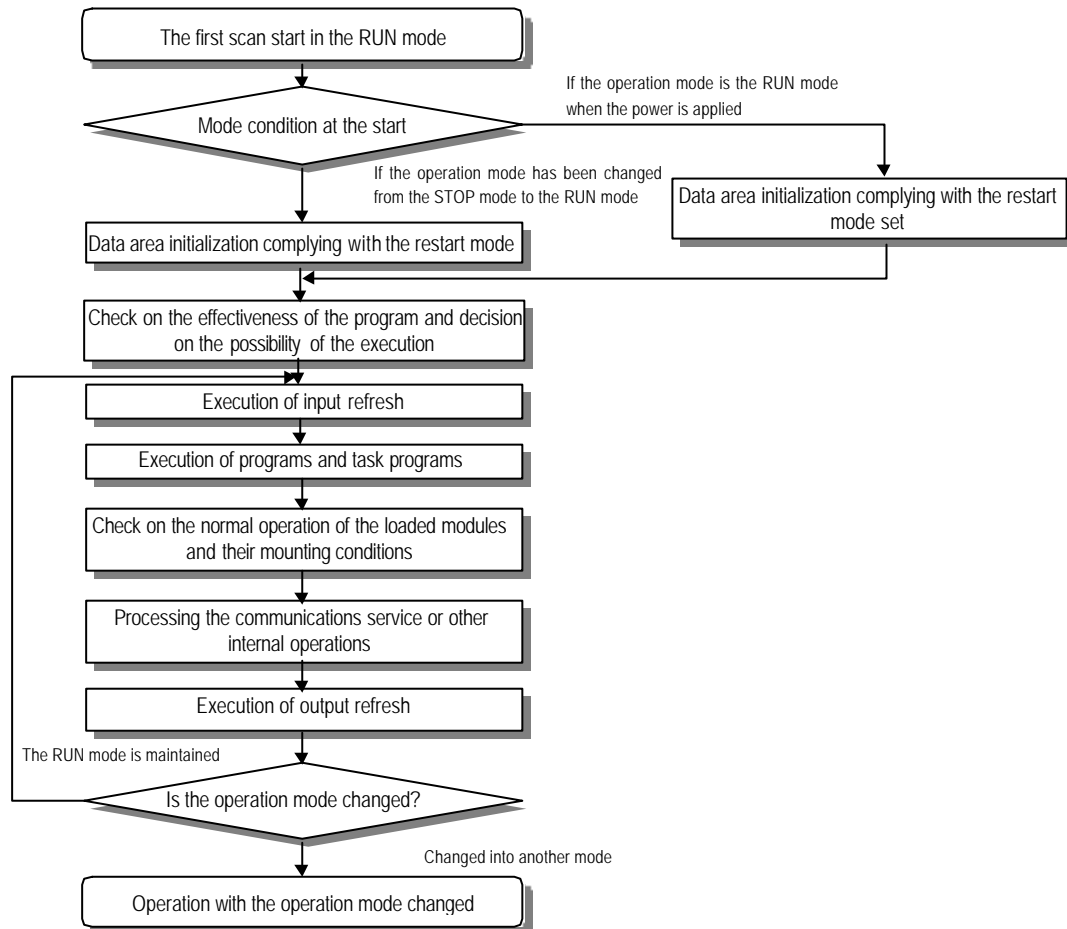 The first scan start in the RUN mode
If the operation mode is the RUN mode
when the power is applied
Mode condition at the start
If the operation mode has been changed
from the STOP mode to the RUN mode
Data area initialization complying with the restart
mode set
Data area initialization complying with the restart mode
Check on the effectiveness of the program and decision
on the possibility of the execution
Execution of input refresh
Execution of programs and task programs
Check on the normal operation of the loaded modules
and their mounting conditions
Processing the communications service or other
internal operations
Execution of output refresh
The RUN mode is maintained
Is the operation mode changed?
Changed into another mode
Operation with the operation mode changed